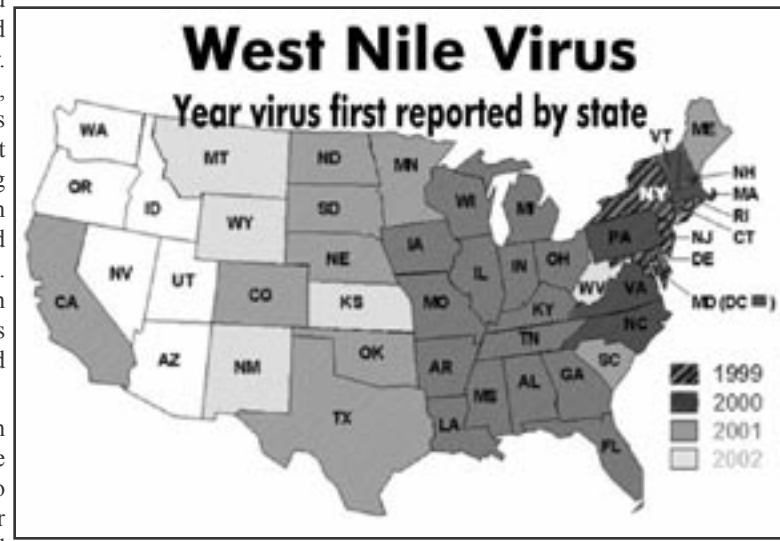 West Nile Virus
Year virus first reported by state
VT
ME
WA
MT
ND
MN
OR
ID
NH
MA
RI
CT
NY
WI
MI
SD
WY
IA
PA
NJ
DE
NE
NV
UT
CO
CA
IL
IN
OH
WV
VA
MD (DC
)
KS
MO
KY
NC
AZ
NM
OK
TN
AR
SC
TX
MS
AL
GA
LA
FL
1999
2000
2001
2002